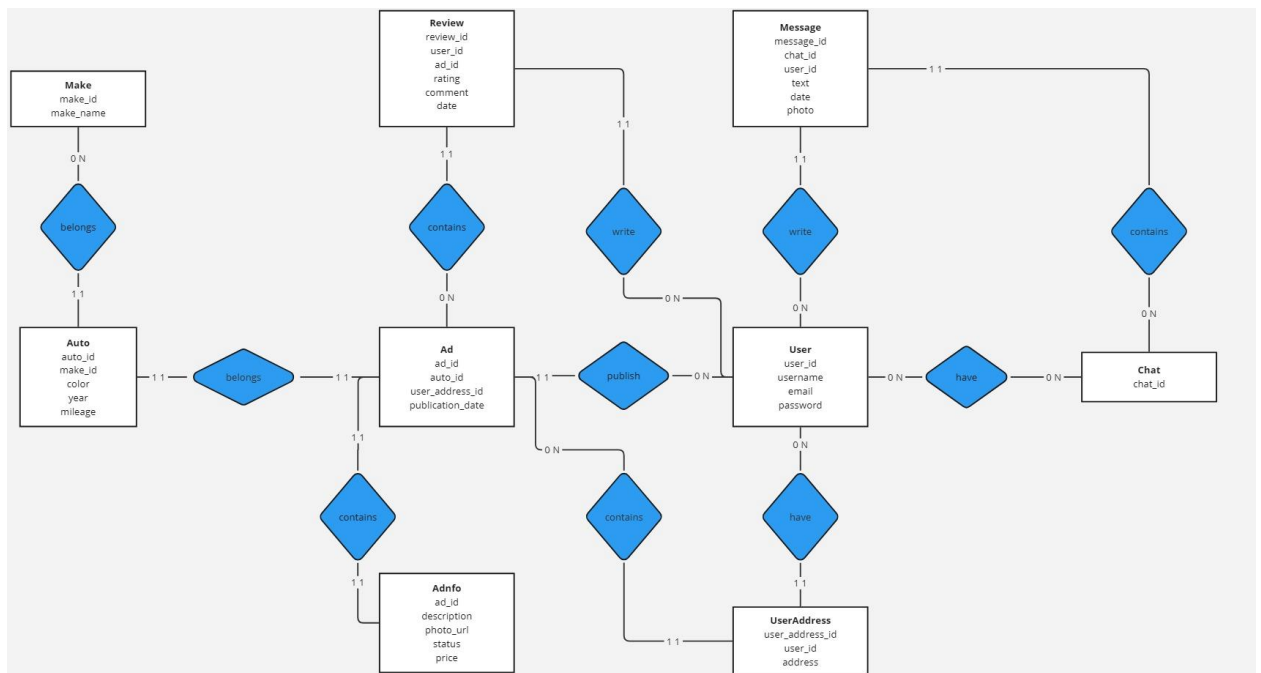 Review
review_id
user_id
ad_id
rating
comment
date
Message
message_id
chat_id
user_id
text
date
photo
Make
make_id
make_name
1 1
1 1
0 N
1 1
1 1
belongs
contains
write
write
contains
1 1
0 N
0 N
0 N
0 N
Auto
auto_id
make_id
color
year
mileage
1 1
belongs
1 1
Ad
ad_id
auto_id
user_address_id
publication_date
1 1
publish
0 N
User
user_id
username
email
password
0 N
have
0 N
Chat
chat_id
1 1
0 N
0 N
contains
contains
have
1 1
1 1
1 1
Adnfo
ad_id
description
photo_url
status
price
UserAddress
user_address_id
user_id
address